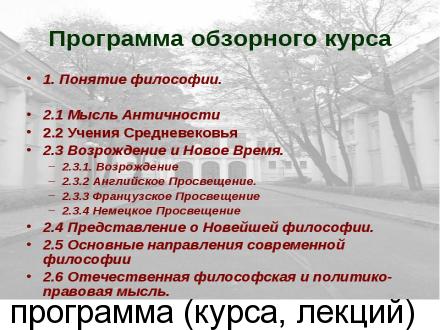 Программа обзорного курса
1. Понятие философии.
2.1 Мысль Античности
2.2 Учения Средневековья
2.3 Возрождение и Новое Время.
2.3.1. Возрождение
2.3.2 Английское Просвещение.
2.3.3 Французское Просвещение
2.3.4 Немецкое Просвещение
2.4 Представление о Новейшей философии.
2.5 Основные направления современной
философии
2.6 Отечественная философская и политико-
правовая мысль.
программа (курса, лекций)